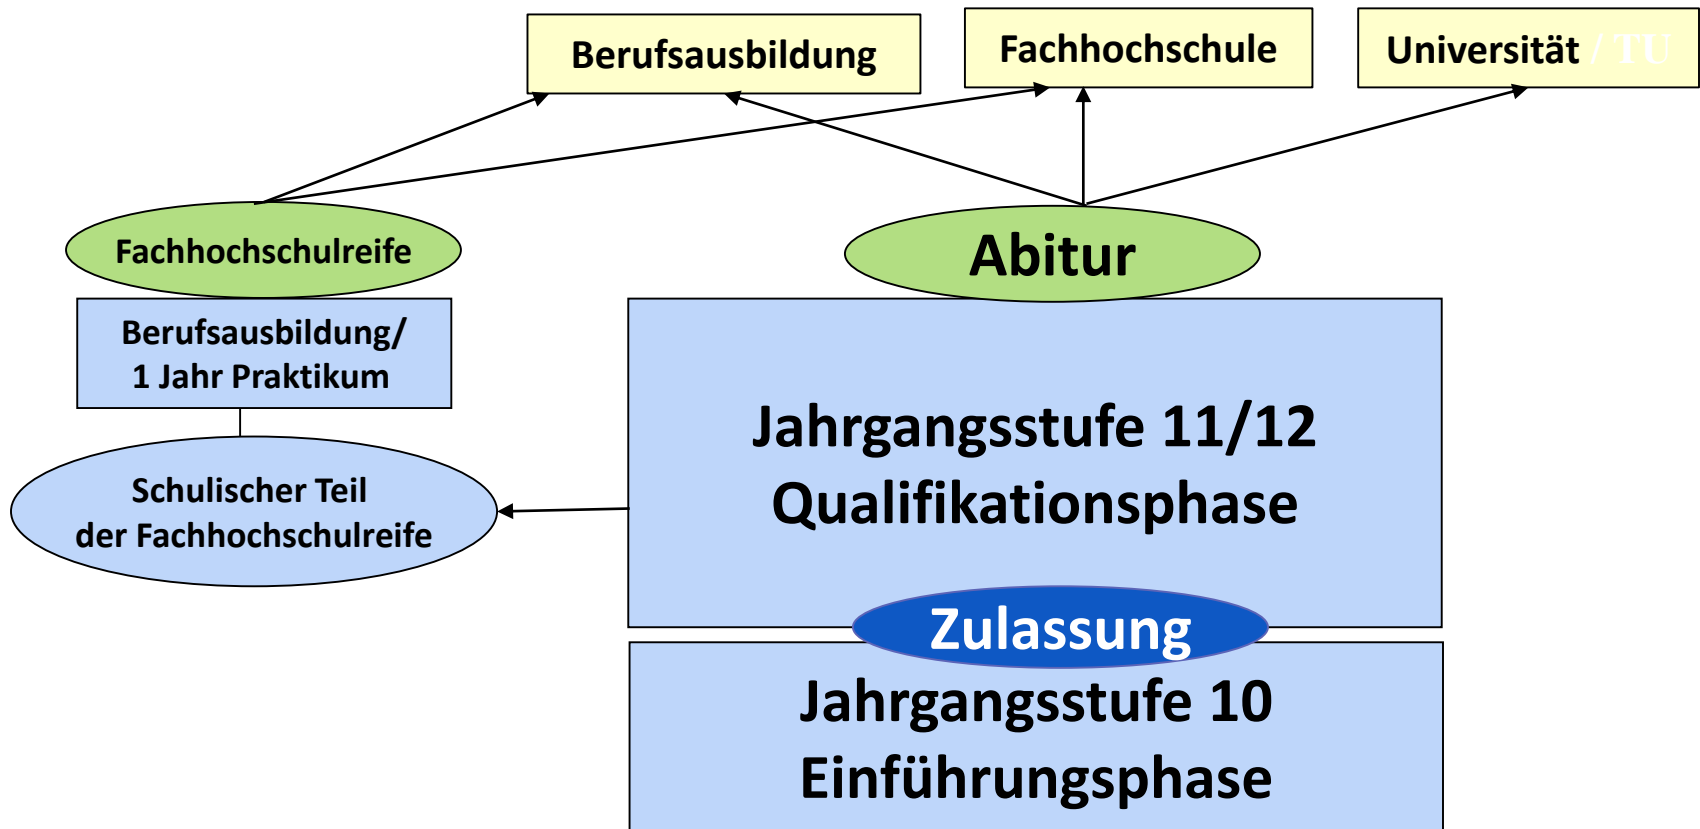 Berufsausbildung
Fachhochschule
Universität / TU
Fachhochschulreife
Abitur
Berufsausbildung/
1 Jahr Praktikum
Jahrgangsstufe 11/12
Qualifikationsphase
Schulischer Teil
der Fachhochschulreife
Zulassung
Jahrgangsstufe 10
Einführungsphase